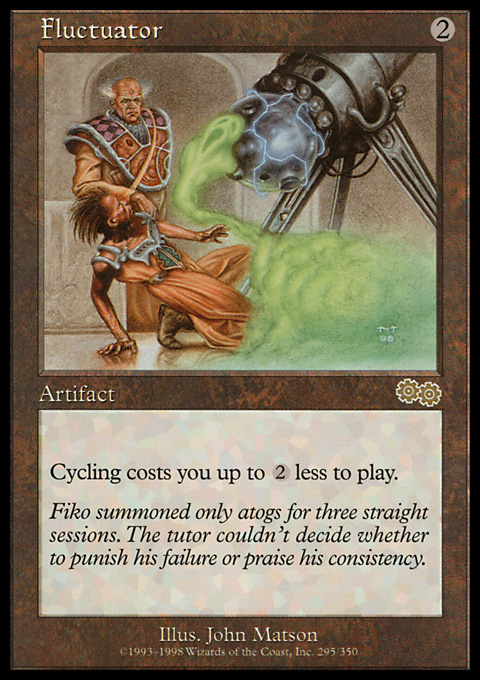 Fluctuator
2
TYT
98
Artifact
Cycling costs you up to 2 less to play.
Fiko summoned only atogs for three straight
sessions. The tutor couldn't decide whether
to punish his failure or praise his consistency.
Illus. John Matson
©1993–1998 Wizards of the Coast, Inc. 295/350